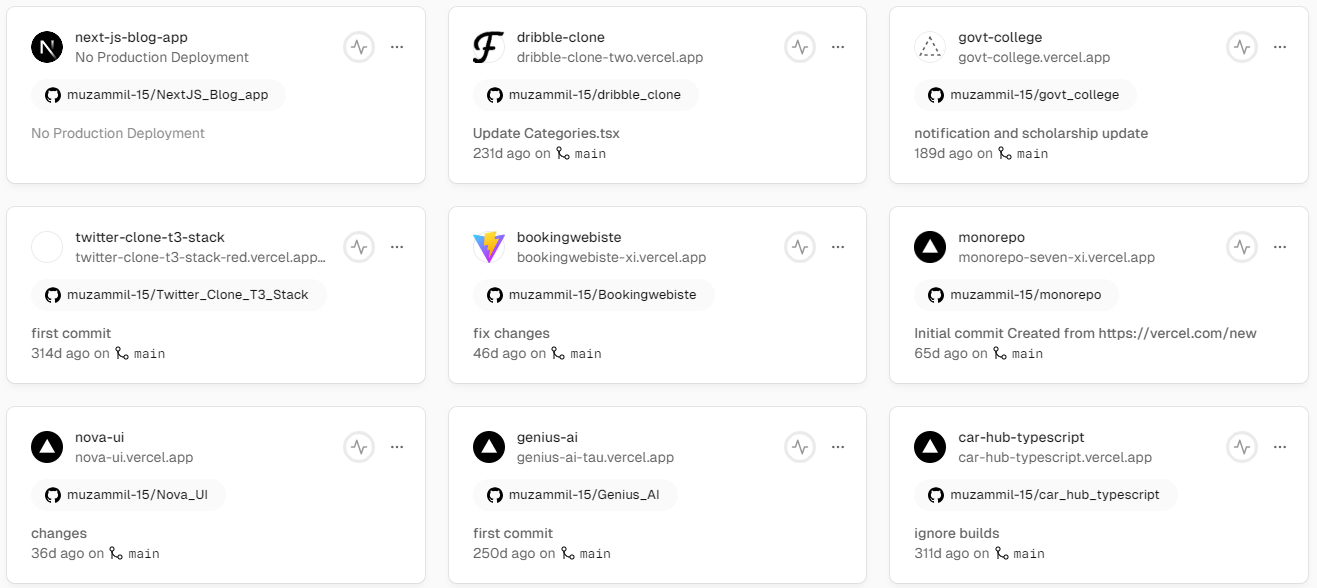 next-js-blog-app
No Production Deployment
muzammil-15/NextJS_Blog_app
No Production Deployment
dribble-clone
dribble-clone-two.vercel.app
muzammil-15/dribble_clone
Update Categories.tsx
231d ago on main
govt-college
govt-college.vercel.app
muzammil-15/govt_college
notification and scholarship update
189d ago on main
twitter-clone-t3-stack
twitter-clone-t3-stack-red.vercel.app…
muzammil-15/Twitter_Clone_T3_Stack
first commit
314d ago on main
bookingwebiste
bookingwebiste-xi.vercel.app
muzammil-15/Bookingwebiste
fix changes
46d ago on main
monorepo
monorepo-seven-xi.vercel.app
muzammil-15/monorepo
Initial commit Created from https://vercel.com/new
65d ago on main
nova-ui
nova-ui.vercel.app
muzammil-15/Nova_UI
changes
36d ago on main
genius-ai
genius-ai-tau.vercel.app
muzammil-15/Genius_AI
first commit
250d ago on main
car-hub-typescript
car-hub-typescript.vercel.app
muzammil-15/car_hub_typescript
ignore builds
311d ago on main